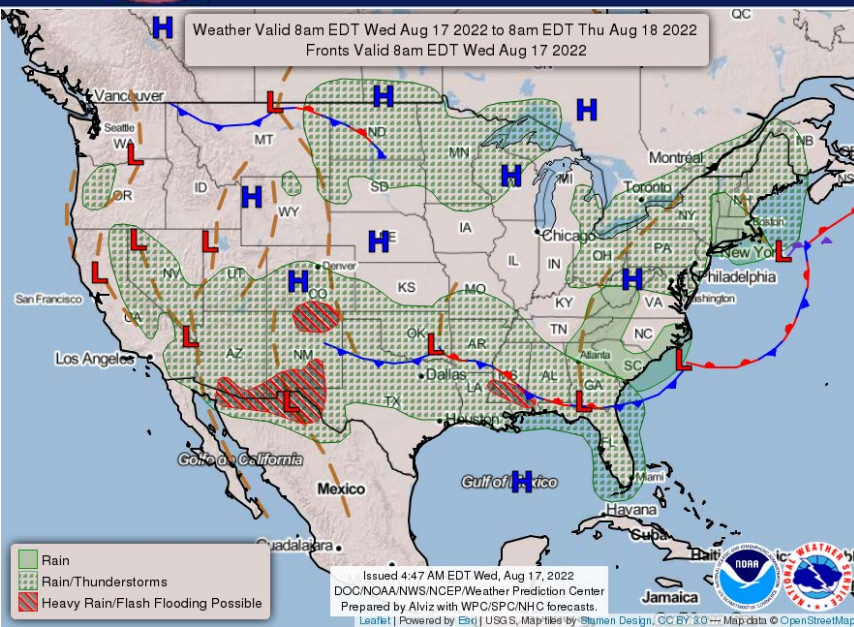 Weather Valid 8am EDT Wed Aug 17 2022 to 8am EDT Thu Aug 18 2022
Fronts Valid 8am EDT Wed Aug 17 2022
QC
H
Vancouver
Seattle
WA
L
L
MT
H
ND
H
MN
Montréal
NB
OR
ID
H
WY
SD
H
MI
Toronto
NY
L
L
L
NV
UT
Denver
H
CO
H
IA
Chicago
IL
IN
OH
PA
New York
L
Philadelphia
KS
MO
KY
H
VA
Washington
San Francisco
CA
L
Los Angeles
AZ
NM
OK
L
AR
TN
NC
Atlanta
SC
L
Dallas
TX
LA
MS
AL
GA
L
L
Houston
FL
Golfo de California
Gulf of Mexico
H
Miami
Mexico
Havana
Cuba
Guadalajara
Jamaica
Rain
Rain/Thunderstorms
Heavy Rain/Flash Flooding Possible
Issued 4:47 AM EDT Wed, Aug 17, 2022
DOC/NOAA/NWS/NCEP/Weather Prediction Center
Prepared by Alviz with WPC/SPC/NHC forecasts.
NOAA
NATIONAL WEATHER SERVICE
Leaflet | Powered by Esri | USGS, Map tiles by Stamen Design, CC BY 3.0 — Map data © OpenStreetMap